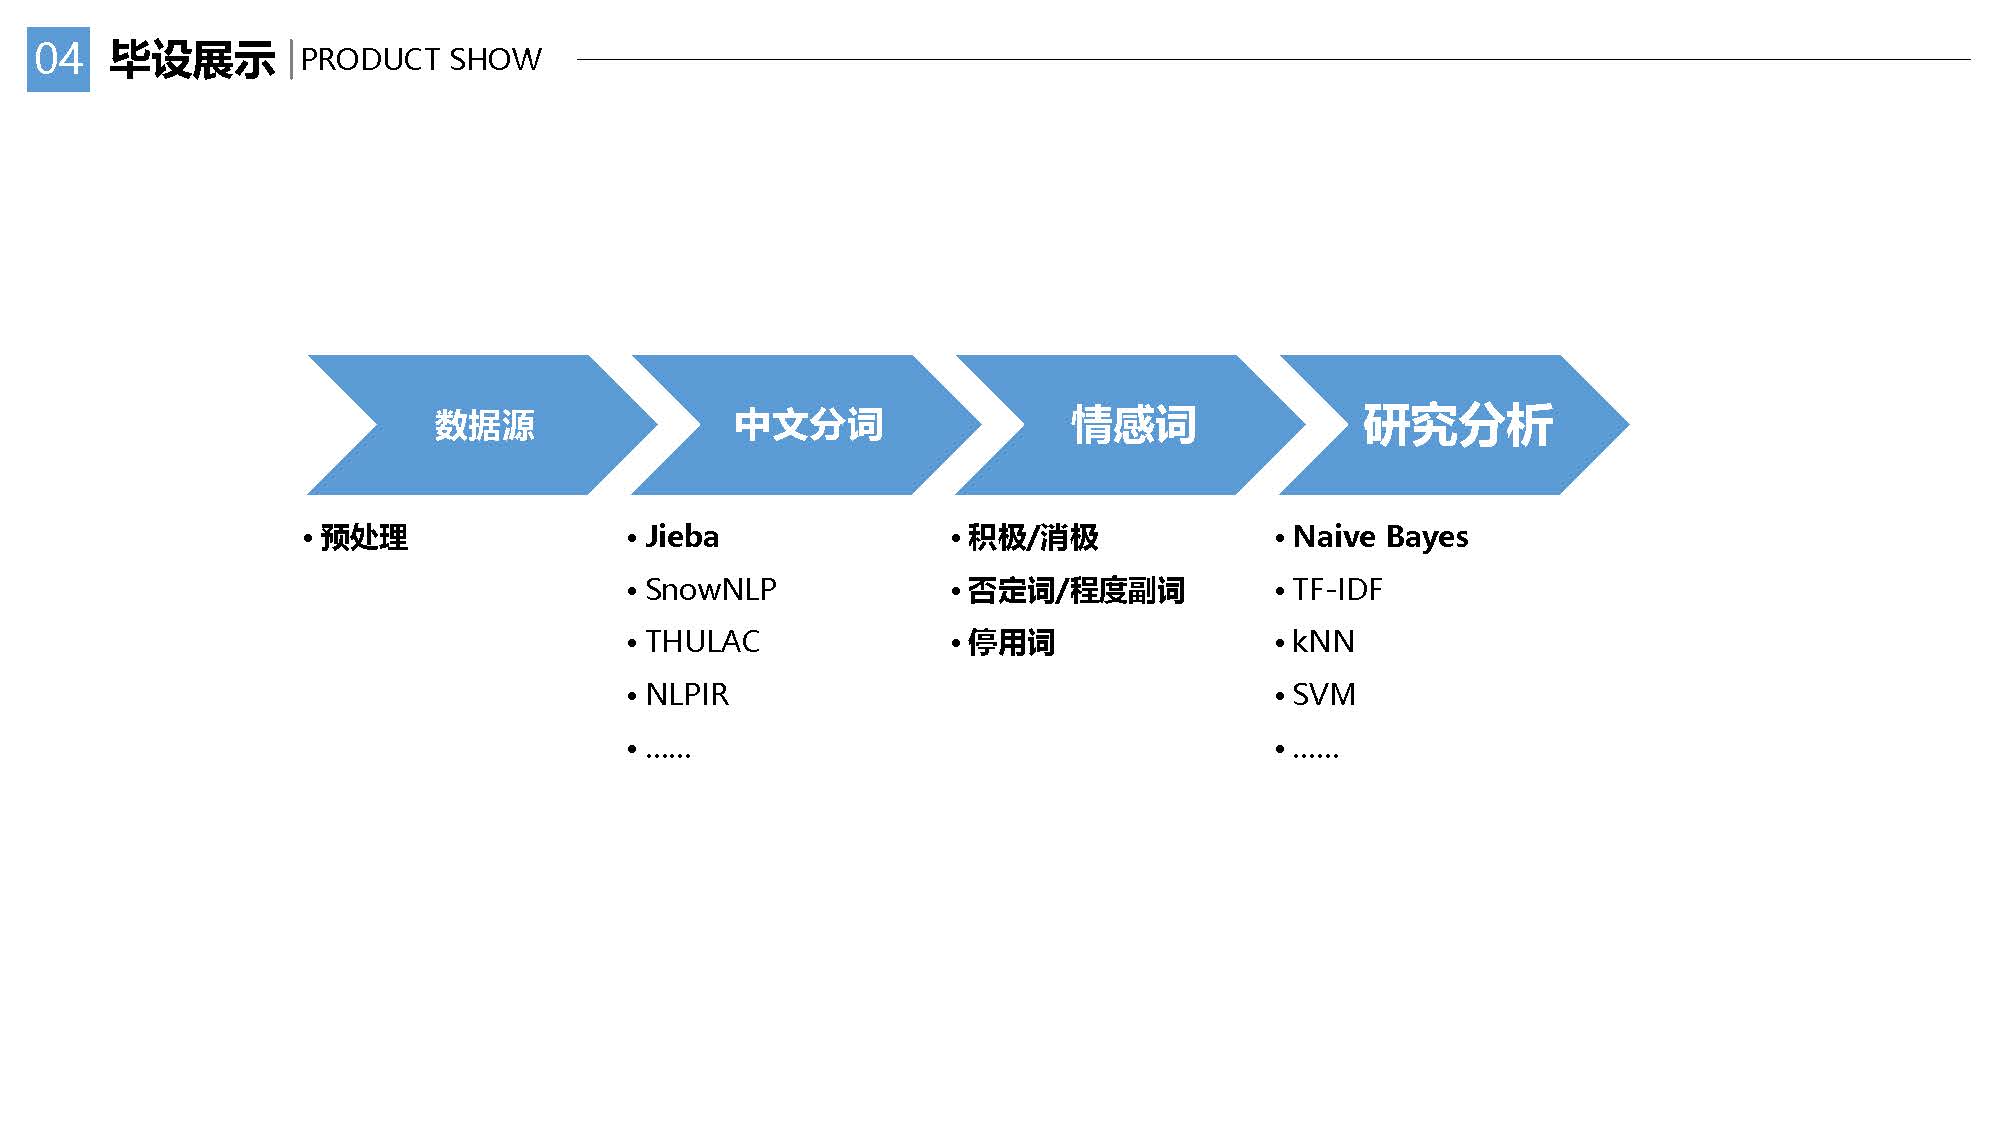 04 毕设展示 PRODUCT SHOW
数据源
• 预处理
中文分词
• Jieba
• SnowNLP
• THULAC
• NLPIR
• ……
情感词
• 积极/消极
• 否定词/程度副词
• 停用词
研究分析
• Naive Bayes
• TF-IDF
• kNN
• SVM
• ……